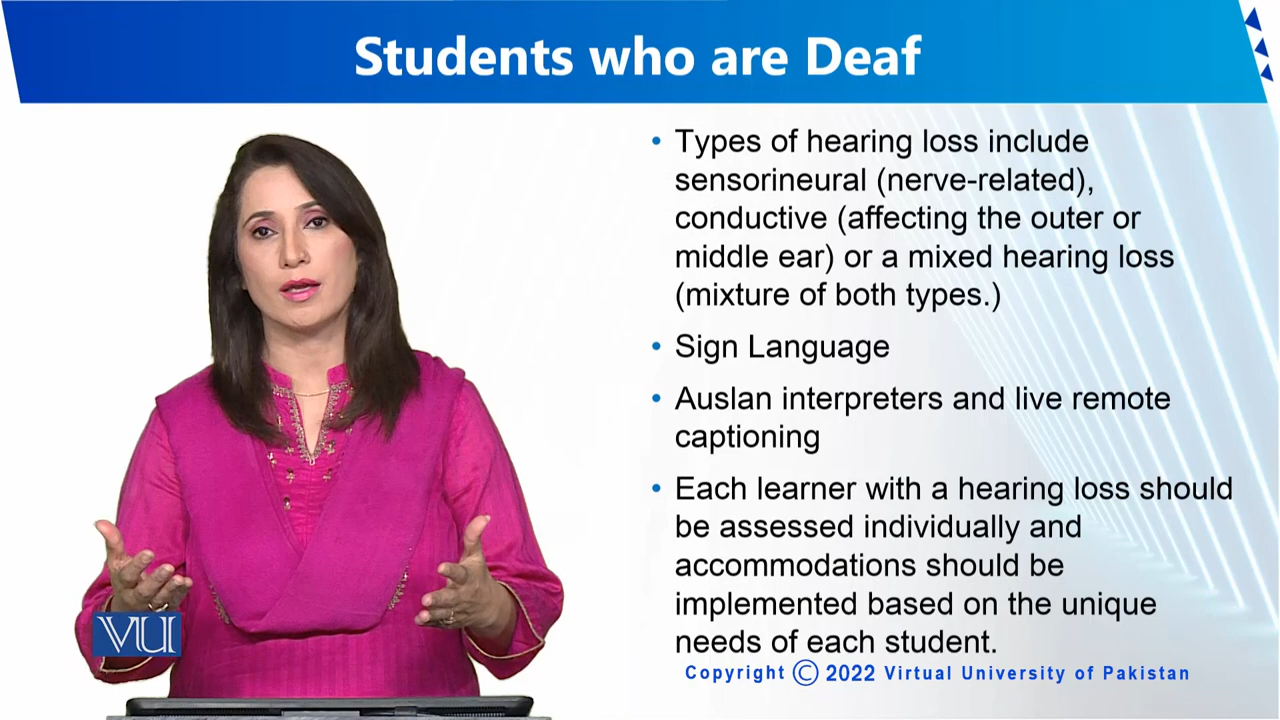 Students who are Deaf
• Types of hearing loss include
sensorineural (nerve-related),
conductive (affecting the outer or
middle ear) or a mixed hearing loss
(mixture of both types.)
• Sign Language
• Auslan interpreters and live remote
captioning
• Each learner with a hearing loss should
be assessed individually and
accommodations should be
implemented based on the unique
needs of each student.
VU
Copyright © 2022 Virtual University of Pakistan